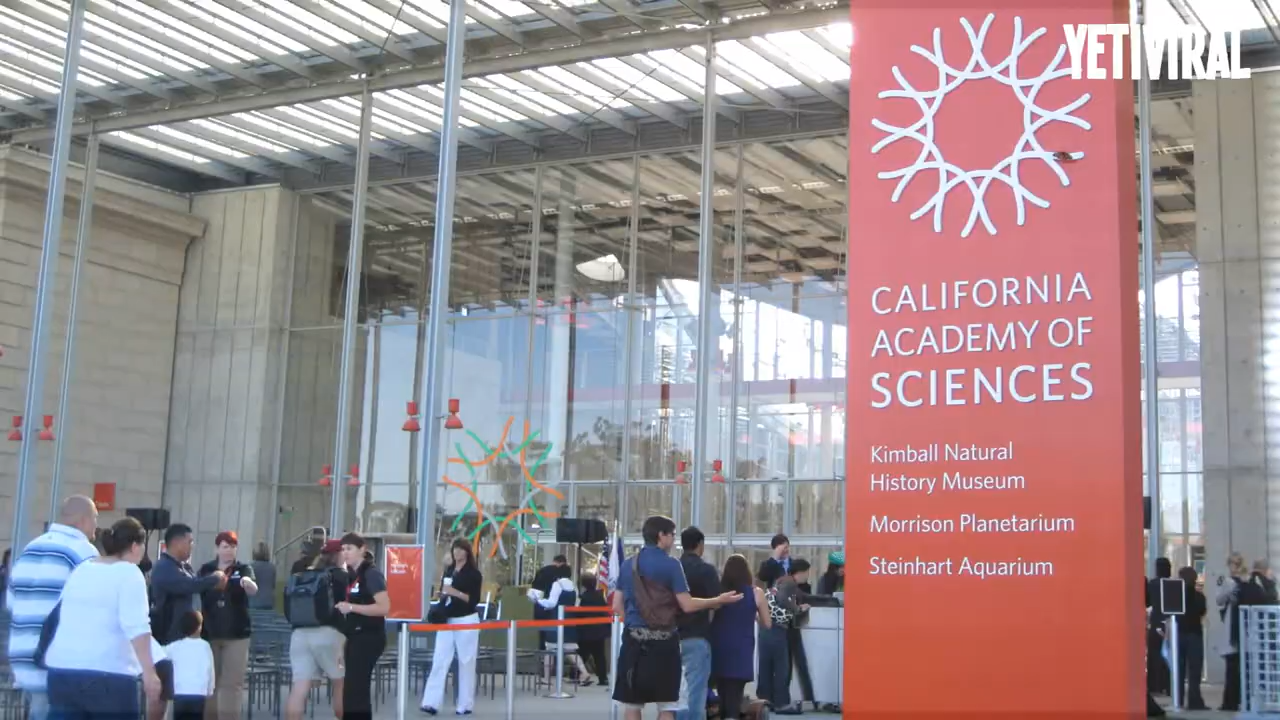 YETIVIRAL
CALIFORNIA
ACADEMY OF
SCIENCES
Kimball Natural
History Museum
Morrison Planetarium
Steinhart Aquarium